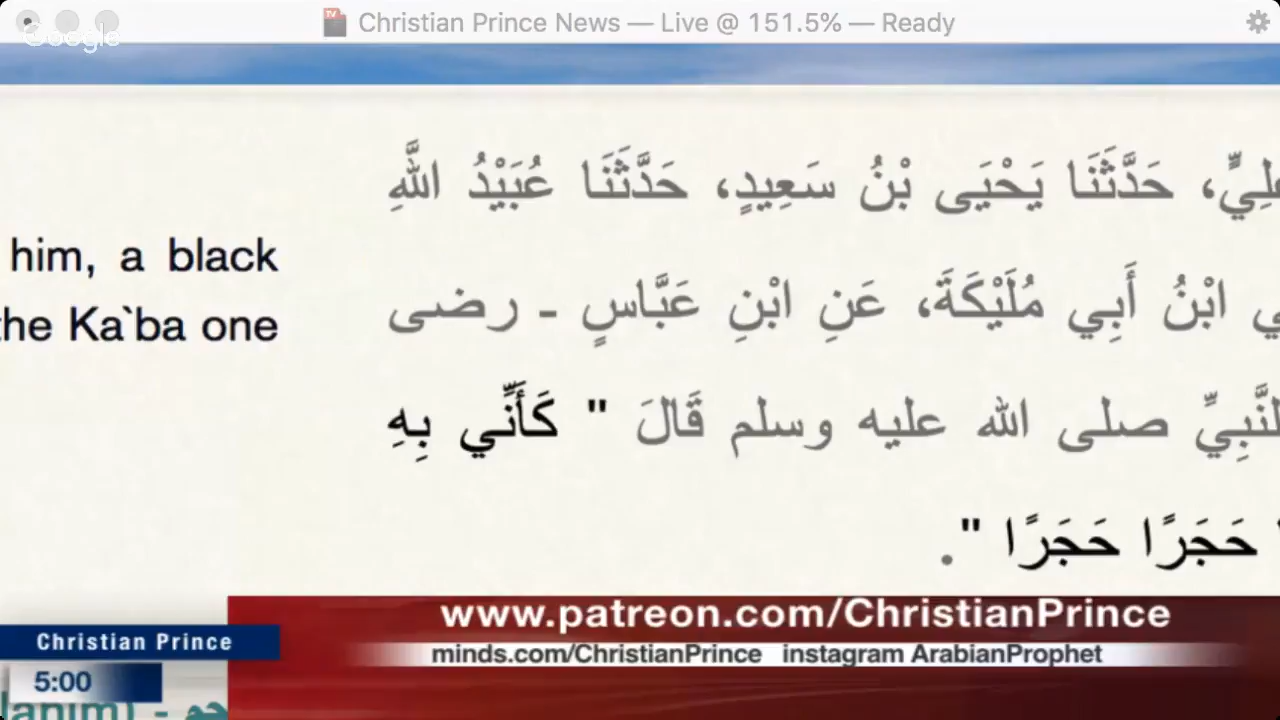 Christian Prince News — Live @ 151.5% — Ready
Google
him, a black
the Ka`ba one
حَدَّثَنَا يَحْيَى بْنُ سَعِيدٍ، حَدَّثَنَا عُبَيْدُ اللَّهِ
ابْنُ أَبِي مُلَيْكَةَ، عَنِ ابْنِ عَبَّاسٍ ـ رضى
النَّبِيِّ صلى الله عليه وسلم قَالَ " كَأَنِّي بِهِ
حَجَرًا حَجَرًا ".
www.patreon.com/ChristianPrince
minds.com/ChristianPrince instagram ArabianProphet
Christian Prince
5:00